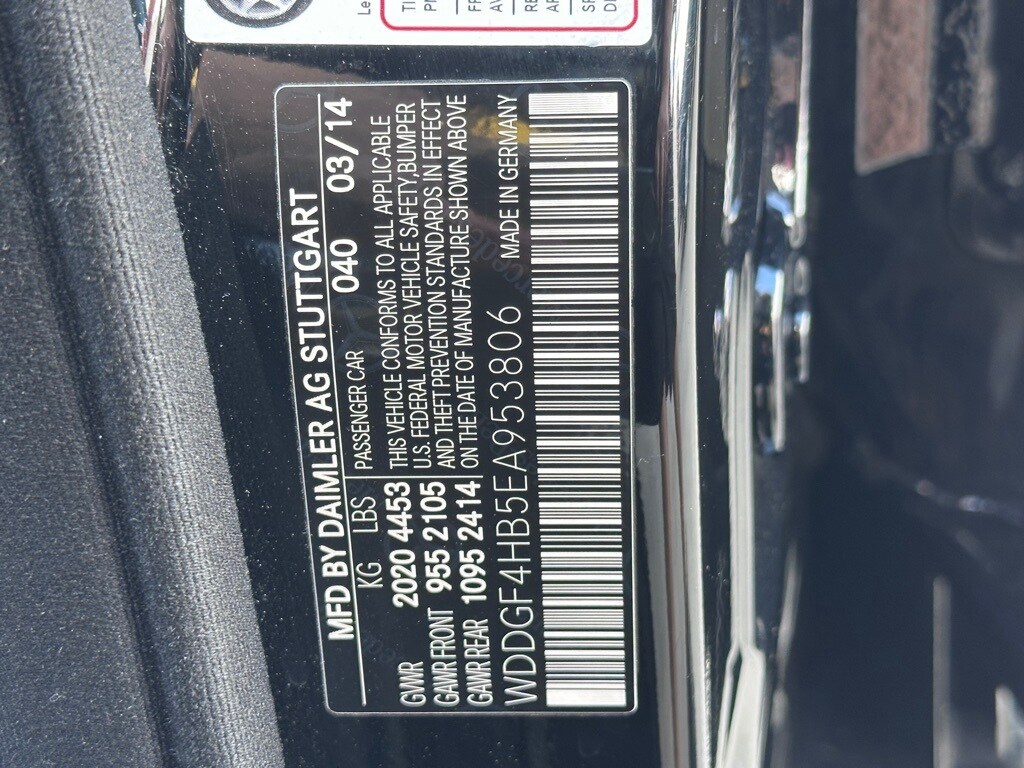 Le
MFD BY DAIMLER AG STUTTGART
KG LBS 040 03/14
PASSENGER CAR
GVWR 2020 4453 THIS VEHICLE CONFORMS TO ALL APPLICABLE
GAWR FRONT 955 2105 U.S. FEDERAL MOTOR VEHICLE SAFETY,BUMPER
GAWR REAR 1095 2414 AND THEFT PREVENTION STANDARDS IN EFFECT
ON THE DATE OF MANUFACTURE SHOWN ABOVE
WDDGF4HB5EA953806 MADE IN GERMANY